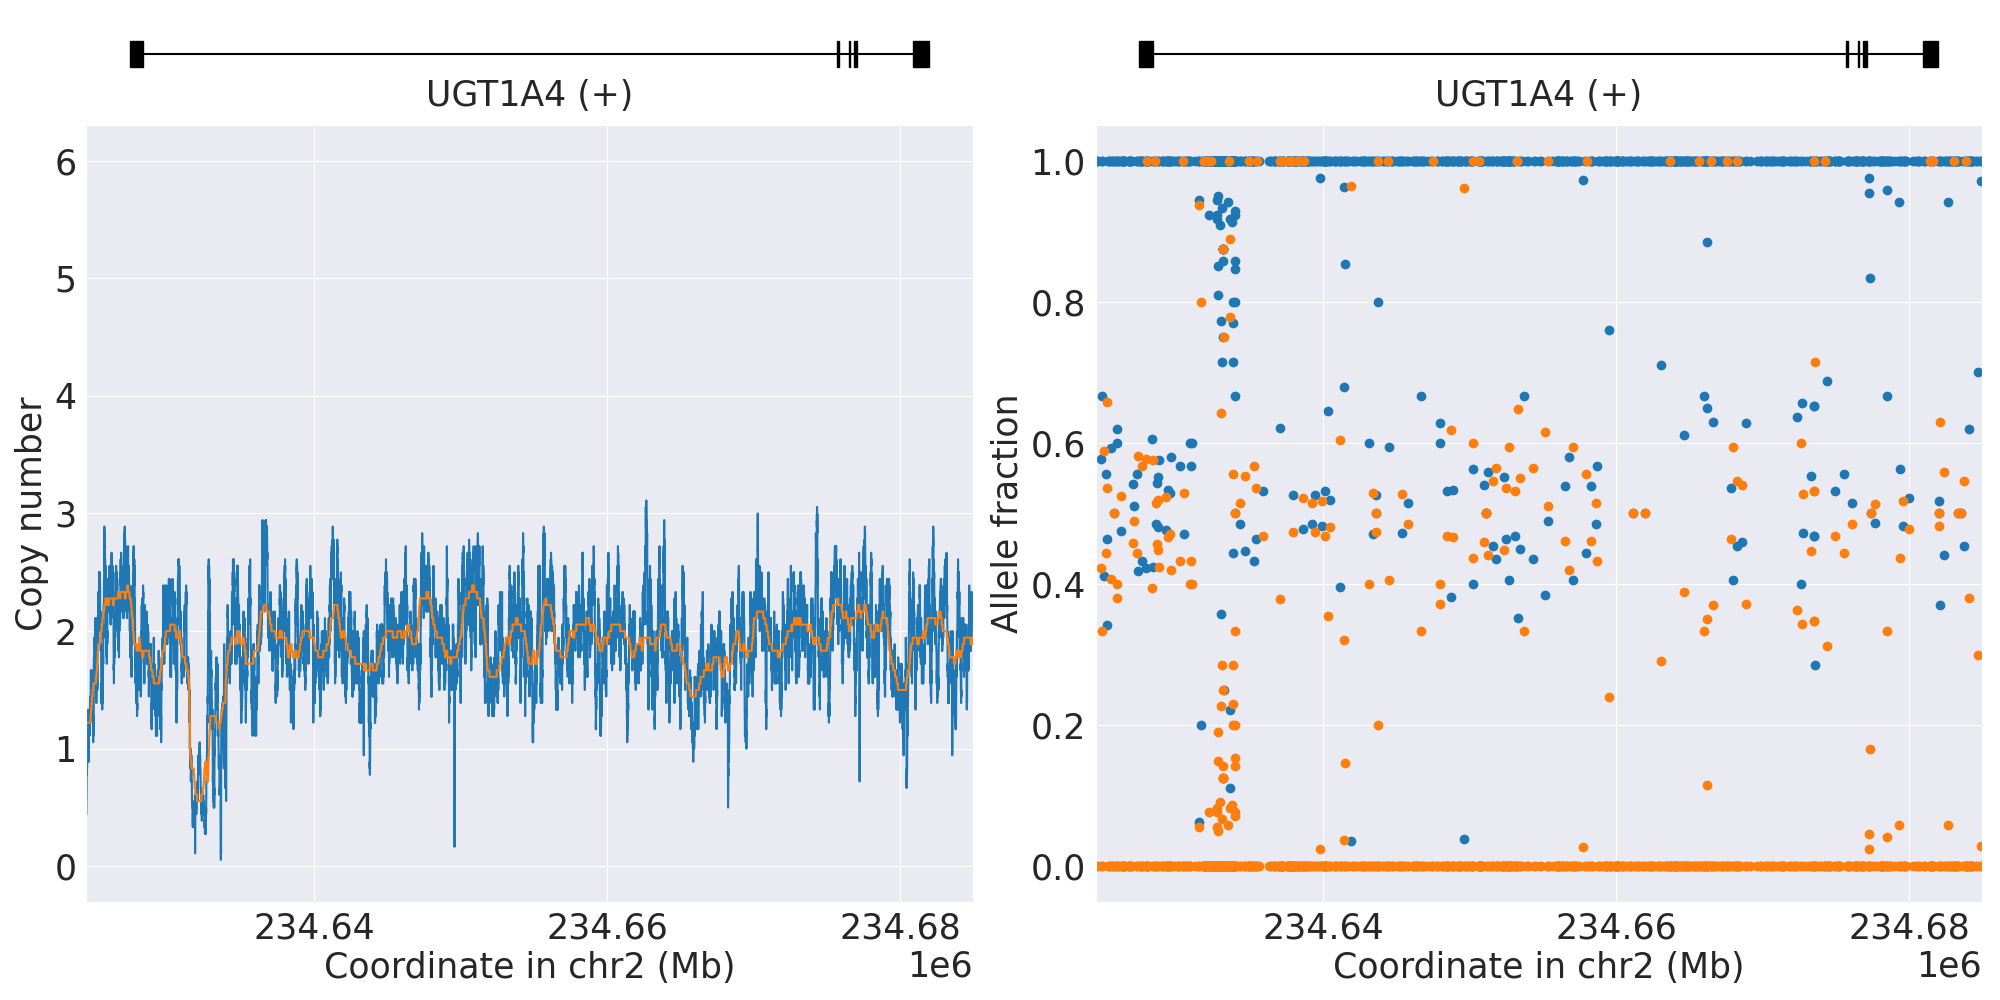 UGT1A4 (+)
Copy number
6
5
4
3
2
1
0
234.64 234.66 234.68
Coordinate in chr2 (Mb) 1e6
UGT1A4 (+)
Allele fraction
1.0
0.8
0.6
0.4
0.2
0.0
234.64 234.66 234.68
Coordinate in chr2 (Mb) 1e6